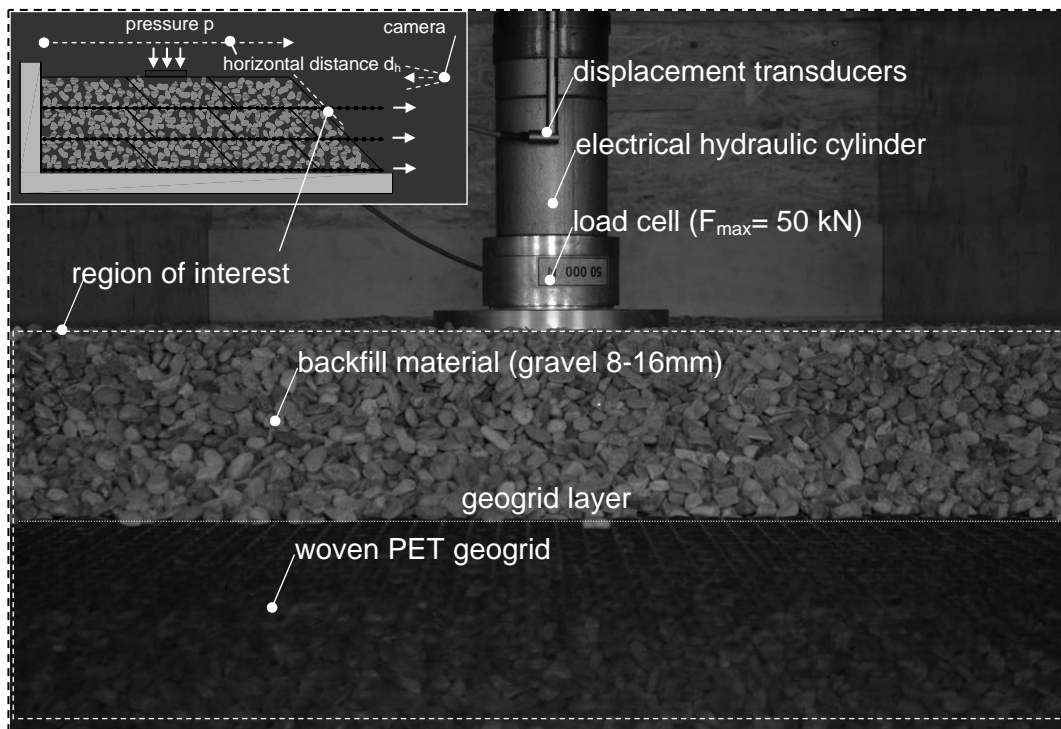 pressure p
camera
horizontal distance dₕ
displacement transducers
electrical hydraulic cylinder
load cell (Fₘₐₓ= 50 kN)
50 000 N
region of interest
backfill material (gravel 8-16mm)
geogrid layer
woven PET geogrid